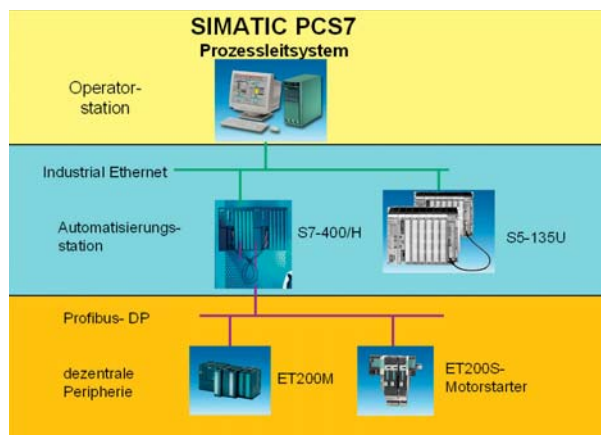 SIMATIC PCS7
Prozessleitsystem
Operator-
station
Industrial Ethernet
Automatisierungs-
station
S7-400/H
S5-135U
Profibus- DP
dezentrale
Peripherie
ET200M
ET200S-
Motorstarter